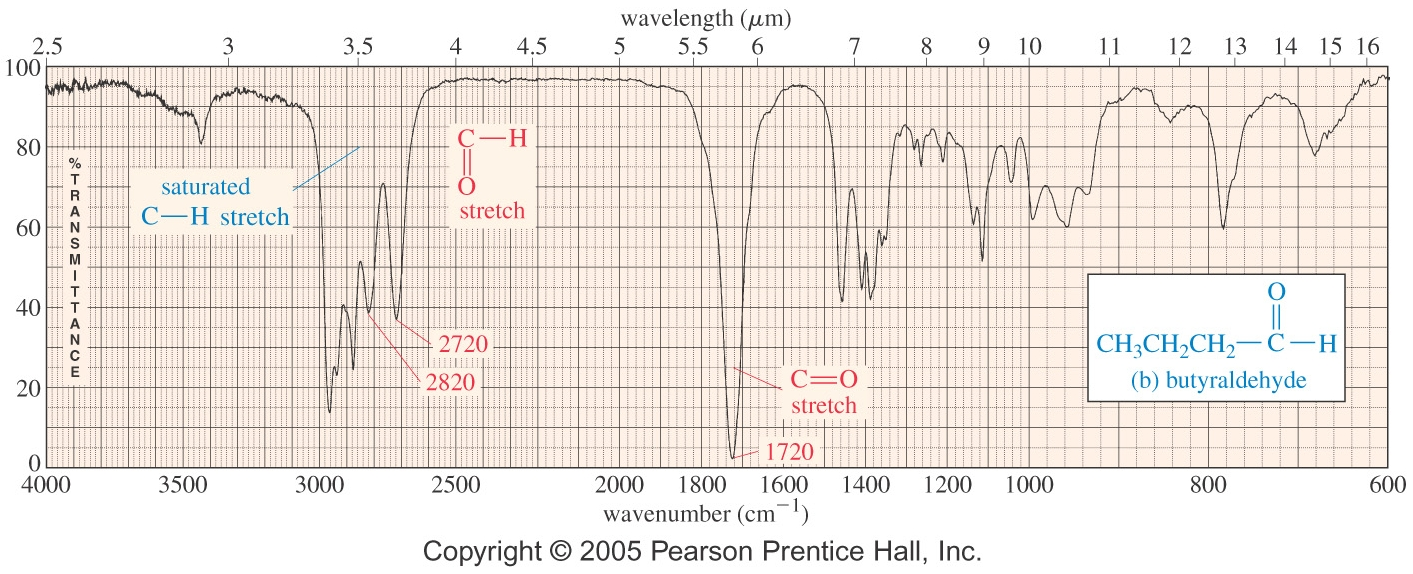 wavelength (μm)
2.5 3 3.5 4 4.5 5 5.5 6 7 8 9 10 11 12 13 14 15 16
100
80
60
40
20
0
% TRANSMITTANCE
saturated
C—H stretch
C—H
||
O
stretch
2720
2820
C=O
stretch
1720
O
||
CH₃CH₂CH₂—C—H
(b) butyraldehyde
4000 3500 3000 2500 2000 1800 1600 1400 1200 1000 800 600
wavenumber (cm⁻¹)
Copyright © 2005 Pearson Prentice Hall, Inc.